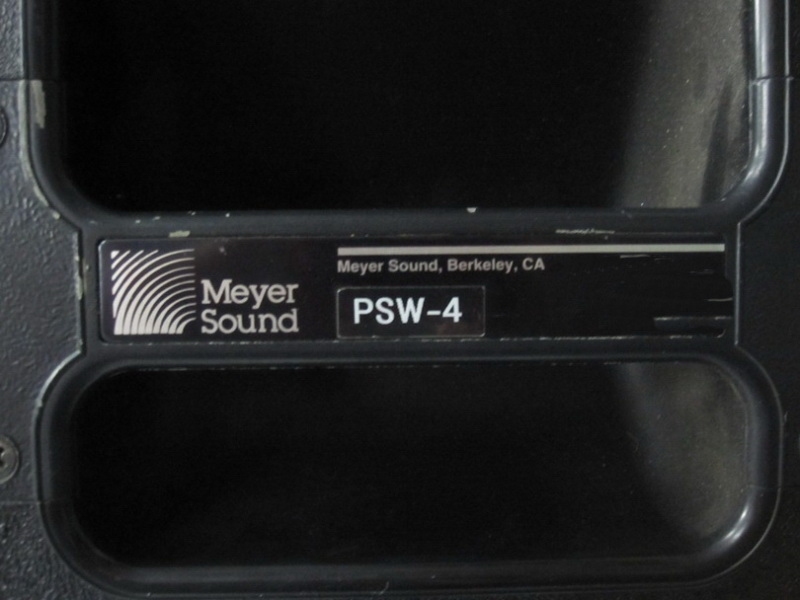 Meyer
Sound
Meyer Sound, Berkeley, CA
PSW-4